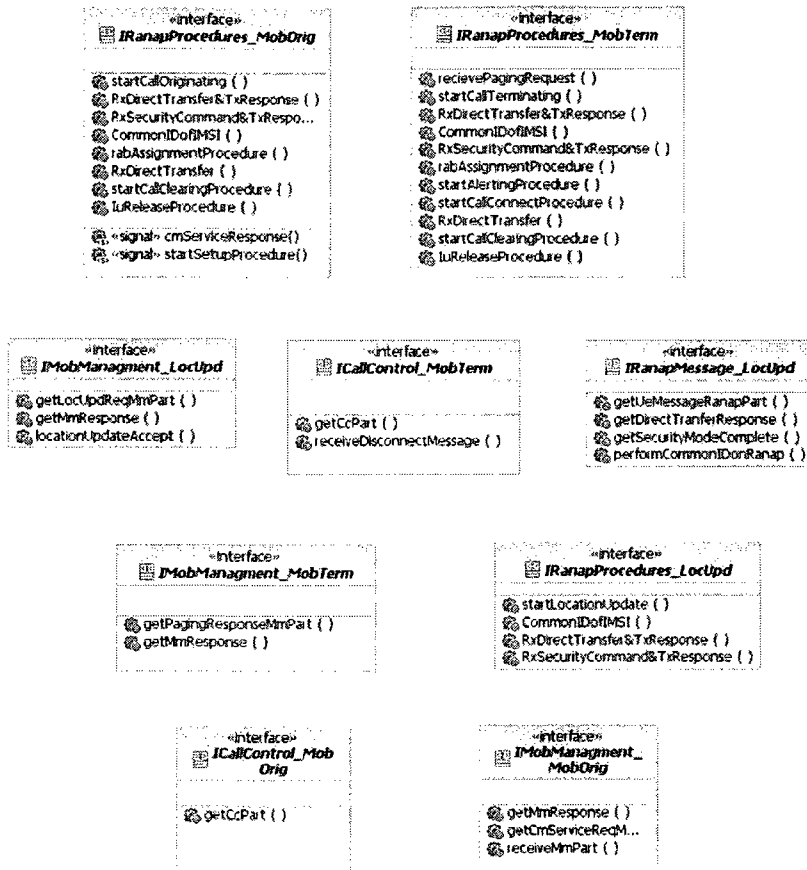 «interface»
IRanapProcedures_MobOrig
startCallOriginating ( )
RxDirectTransfer&TxResponse ( )
RxSecurityCommand&TxRespo...
CommonIDofIMSI ( )
rabAssignmentProcedure ( )
RxDirectTransfer ( )
startCallClearingProcedure ( )
IuReleaseProcedure ( )
«signal» cmServiceResponse()
«signal» startSetupProcedure()
«interface»
IRanapProcedures_MobTerm
recievePagingRequest ( )
startCallTerminating ( )
RxDirectTransfer&TxResponse ( )
CommonIDofIMSI ( )
RxSecurityCommand&TxResponse ( )
rabAssignmentProcedure ( )
startAlertingProcedure ( )
startCallConnectProcedure ( )
RxDirectTransfer ( )
startCallClearingProcedure ( )
IuReleaseProcedure ( )
«interface»
IMobManagment_LocUpd
getLocUpdReqMmPart ( )
getMmResponse ( )
locationUpdateAccept ( )
«interface»
ICallControl_MobTerm
getCcPart ( )
receiveDisconnectMessage ( )
«interface»
IRanapMessage_LocUpd
getUeMessageRanapPart ( )
getDirectTranferResponse ( )
getSecurityModeComplete ( )
performCommonIDonRanap ( )
«interface»
IMobManagment_MobTerm
getPagingResponseMmPart ( )
getMmResponse ( )
«interface»
IRanapProcedures_LocUpd
startLocationUpdate ( )
CommonIDofIMSI ( )
RxDirectTransfer&TxResponse ( )
RxSecurityCommand&TxResponse ( )
«interface»
ICallControl_Mob
Orig
getCcPart ( )
«interface»
IMobManagment_
MobOrig
getMmResponse ( )
getCmServiceReqM...
receiveMmPart ( )